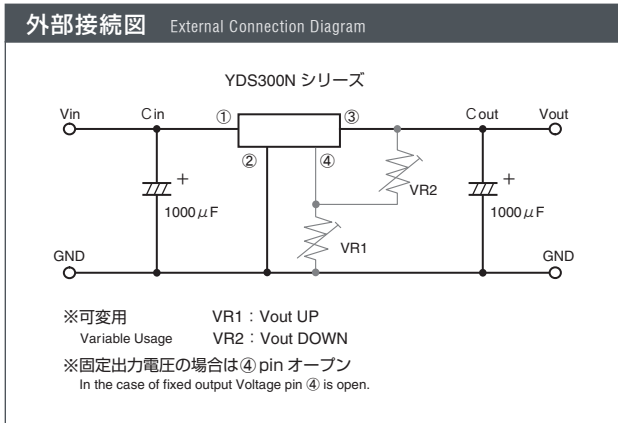 外部接続図 External Connection Diagram
YDS300N シリーズ
Vin Cin ① ③ Cout Vout
② ④
+ VR2 +
1000μF 1000μF
VR1
GND GND
※可変用 VR1：Vout UP
Variable Usage VR2：Vout DOWN
※固定出力電圧の場合は④pin オープン
In the case of fixed output Voltage pin ④ is open.